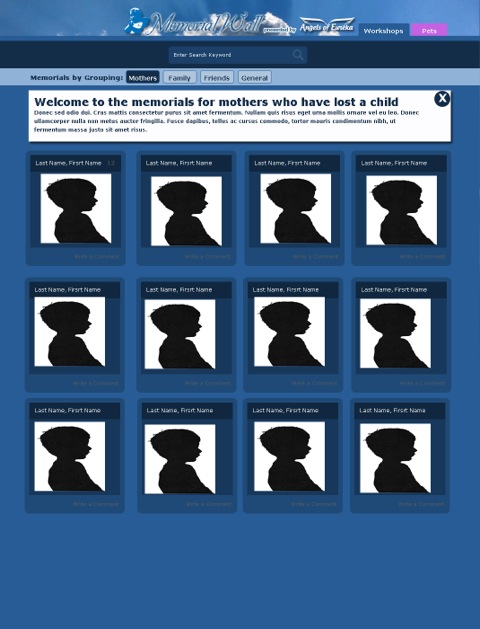 Memorial Wall presented by Angels of Eureka
Workshops Pets
Enter Search Keyword
Memorials by Grouping: Mothers Family Friends General
Welcome to the memorials for mothers who have lost a child
X
Donec sed odio dui. Cras mattis consectetur purus sit amet fermentum. Nullam quis risus eget urna mollis ornare vel eu leo. Donec
ullamcorper nulla non metus auctor fringilla. Fusce dapibus, tellus ac cursus commodo, tortor mauris condimentum nibh, ut
fermentum massa justo sit amet risus.
Last Name, Firsrt Name Last Name, Firsrt Name Last Name, Firsrt Name Last Name, Firsrt Name
Write a Comment Write a Comment Write a Comment Write a Comment
Last Name, Firsrt Name Last Name, Firsrt Name Last Name, Firsrt Name Last Name, Firsrt Name
Write a Comment Write a Comment Write a Comment Write a Comment
Last Name, Firsrt Name Last Name, Firsrt Name Last Name, Firsrt Name Last Name, Firsrt Name
Write a Comment Write a Comment Write a Comment Write a Comment